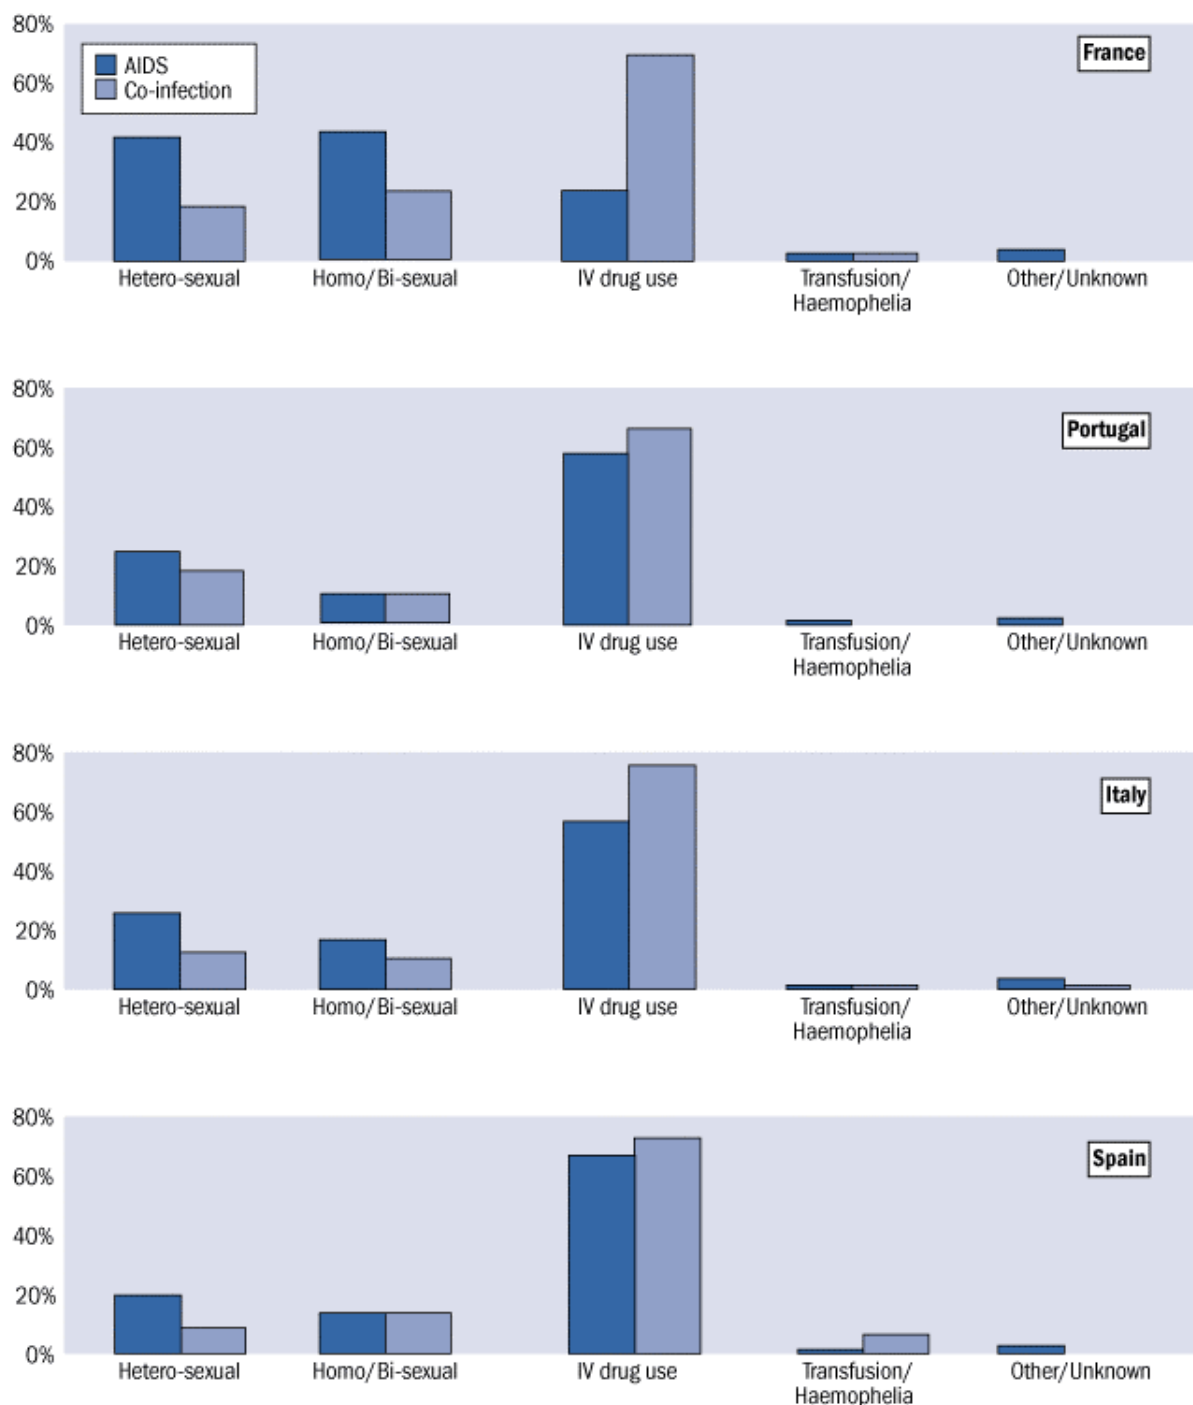 80%
France
AIDS
Co-infection
60%
40%
20%
0%
Hetero-sexual
Homo/Bi-sexual
IV drug use
Transfusion/
Haemophelia
Other/Unknown
80%
Portugal
60%
40%
20%
0%
Hetero-sexual
Homo/Bi-sexual
IV drug use
Transfusion/
Haemophelia
Other/Unknown
80%
Italy
60%
40%
20%
0%
Hetero-sexual
Homo/Bi-sexual
IV drug use
Transfusion/
Haemophelia
Other/Unknown
80%
Spain
60%
40%
20%
0%
Hetero-sexual
Homo/Bi-sexual
IV drug use
Transfusion/
Haemophelia
Other/Unknown